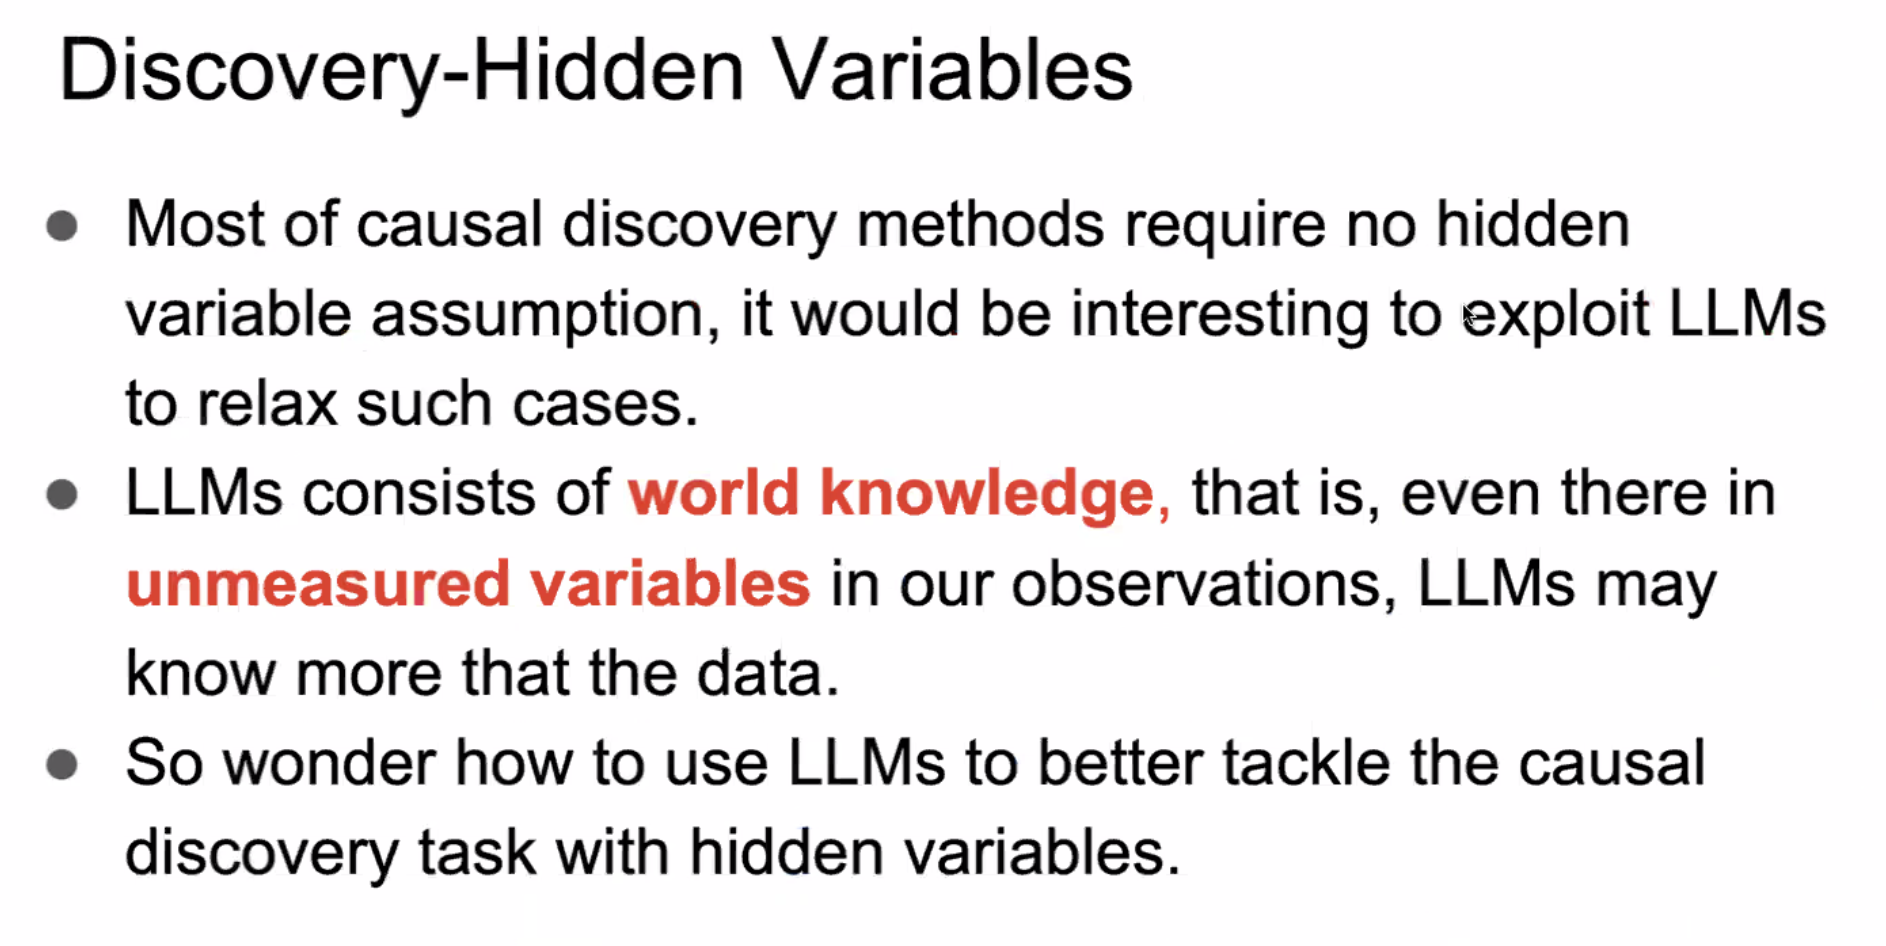 Discovery-Hidden Variables
● Most of causal discovery methods require no hidden
variable assumption, it would be interesting to exploit LLMs
to relax such cases.
● LLMs consists of world knowledge, that is, even there in
unmeasured variables in our observations, LLMs may
know more that the data.
● So wonder how to use LLMs to better tackle the causal
discovery task with hidden variables.